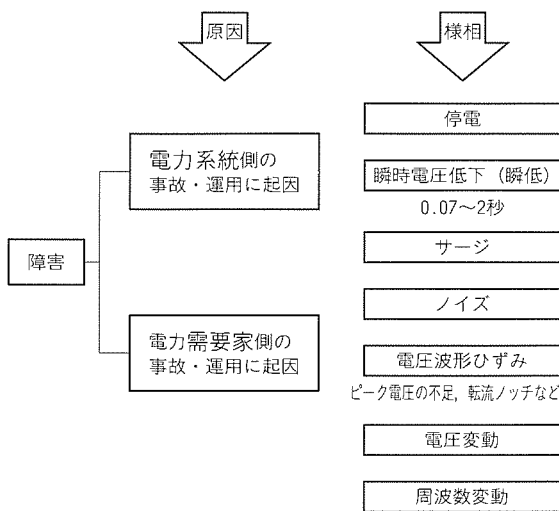 原因
様相
障害
電力系統側の
事故・運用に起因
電力需要家側の
事故・運用に起因
停電
瞬時電圧低下（瞬低）
0.07～2秒
サージ
ノイズ
電圧波形ひずみ
ピーク電圧の不足，転流ノッチなど
電圧変動
周波数変動